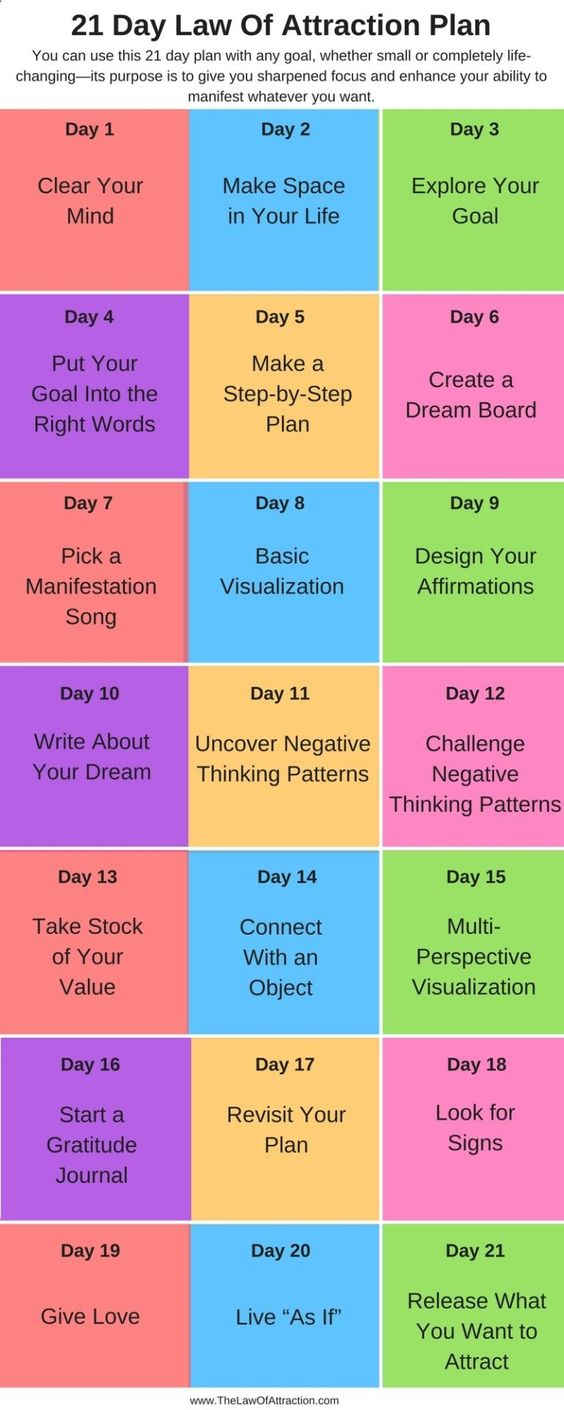 21 Day Law Of Attraction Plan
You can use this 21 day plan with any goal, whether small or completely life-
changing—its purpose is to give you sharpened focus and enhance your ability to
manifest whatever you want.
Day 1
Clear Your
Mind
Day 2
Make Space
in Your Life
Day 3
Explore Your
Goal
Day 4
Put Your
Goal Into the
Right Words
Day 5
Make a
Step-by-Step
Plan
Day 6
Create a
Dream Board
Day 7
Pick a
Manifestation
Song
Day 8
Basic
Visualization
Day 9
Design Your
Affirmations
Day 10
Write About
Your Dream
Day 11
Uncover Negative
Thinking Patterns
Day 12
Challenge
Negative
Thinking Patterns
Day 13
Take Stock
of Your
Value
Day 14
Connect
With an
Object
Day 15
Multi-
Perspective
Visualization
Day 16
Start a
Gratitude
Journal
Day 17
Revisit Your
Plan
Day 18
Look for
Signs
Day 19
Give Love
Day 20
Live “As If”
Day 21
Release What
You Want to
Attract
www.TheLawOfAttraction.com